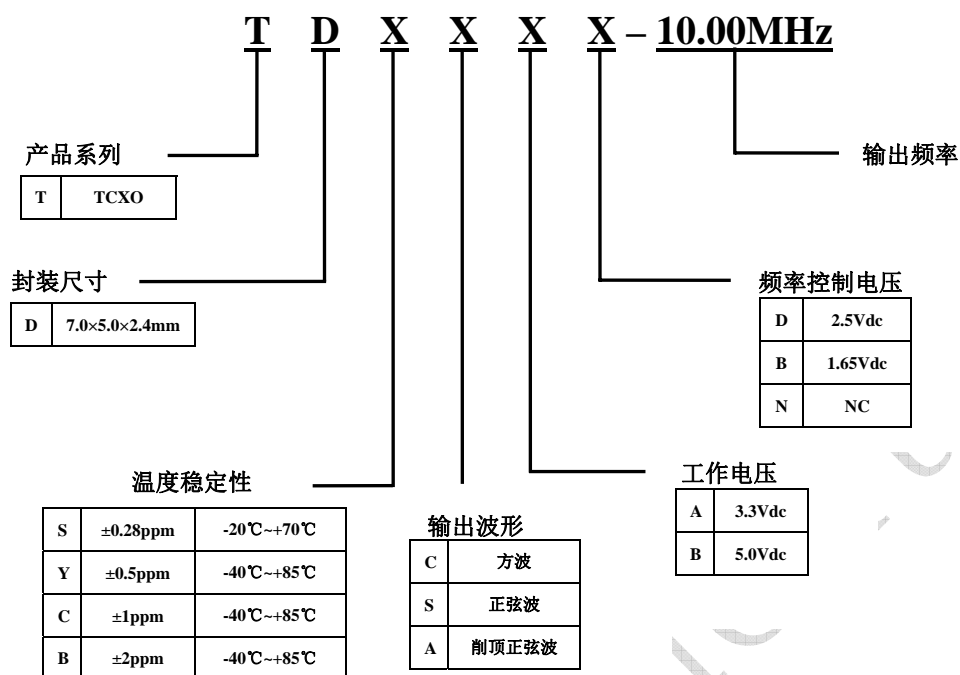 T D X X X X – 10.00MHz
产品系列
T TCXO
输出频率
封装尺寸
D 7.0×5.0×2.4mm
频率控制电压
D 2.5Vdc
B 1.65Vdc
N NC
温度稳定性
S ±0.28ppm -20℃~+70℃
Y ±0.5ppm -40℃~+85℃
C ±1ppm -40℃~+85℃
B ±2ppm -40℃~+85℃
输出波形
C 方波
S 正弦波
A 削顶正弦波
工作电压
A 3.3Vdc
B 5.0Vdc